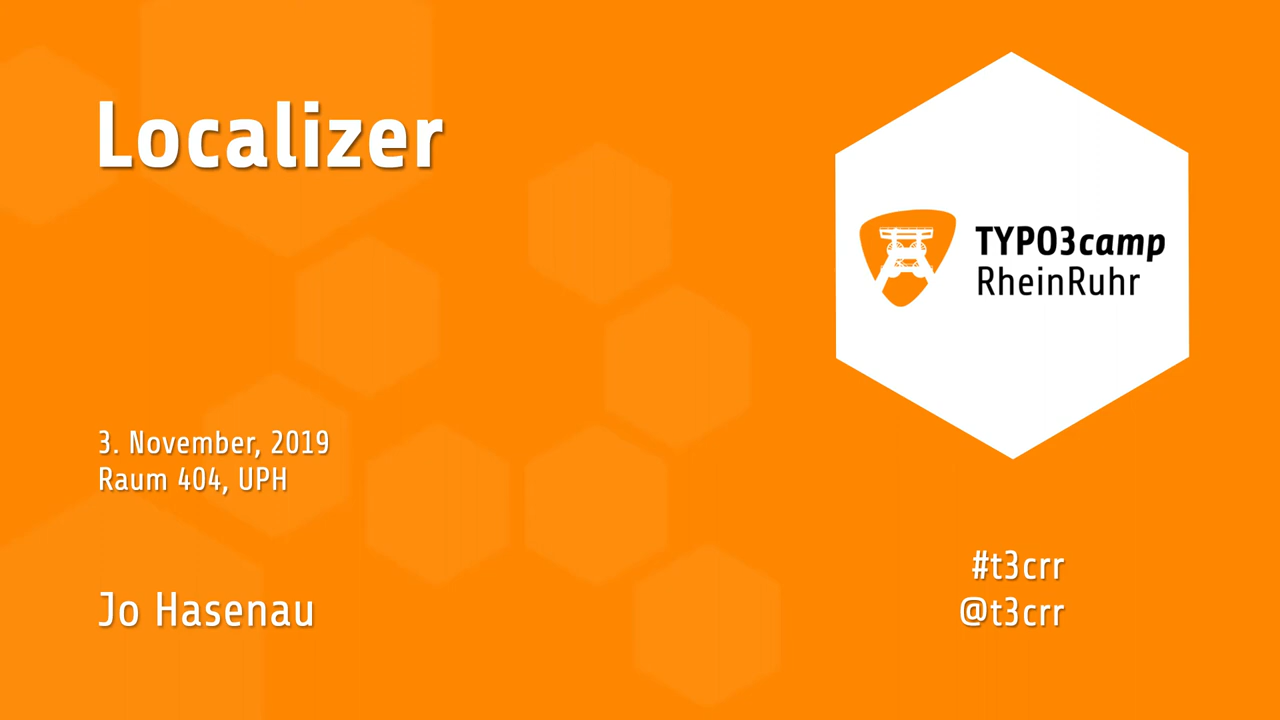 Localizer
TYPO3camp
RheinRuhr
3. November, 2019
Raum 404, UPH
Jo Hasenau
#t3crr
@t3crr